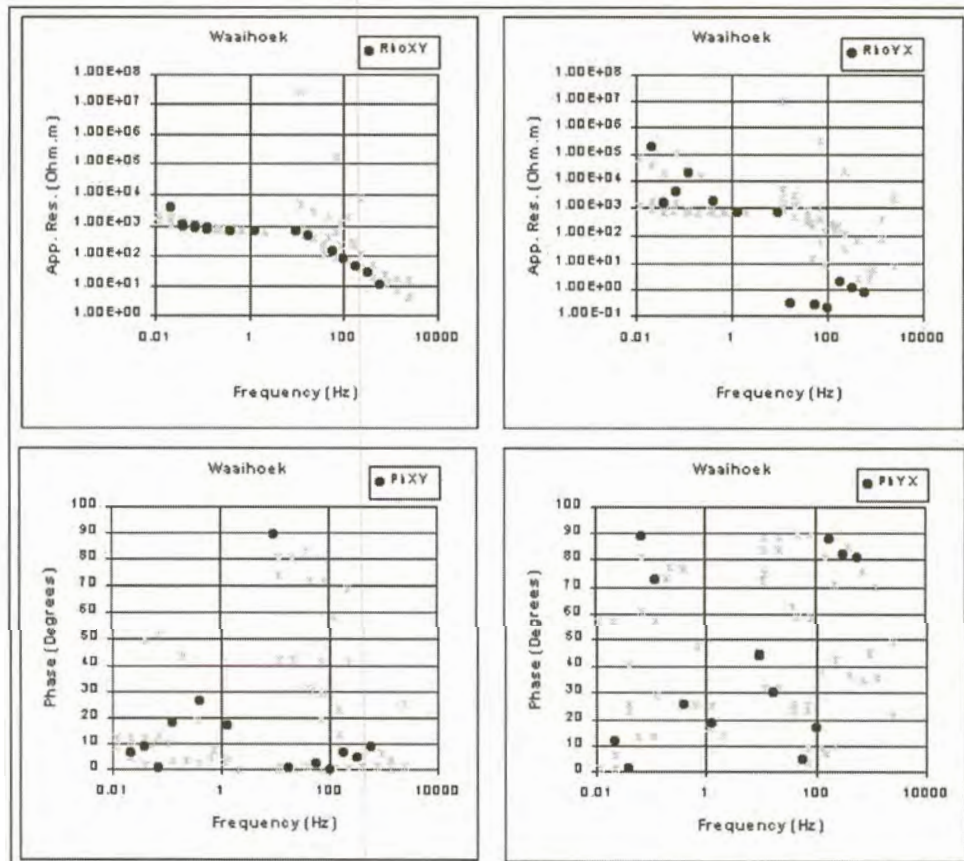 Waaihoek
RhoXY
App. Res. (Ohm.m)
1.00E+08
1.00E+07
1.00E+06
1.00E+05
1.00E+04
1.00E+03
1.00E+02
1.00E+01
1.00E+00
0.01
1
100
10000
Frequency (Hz)
Waaihoek
RhoYX
App. Res. (Ohm.m)
1.00E+08
1.00E+07
1.00E+06
1.00E+05
1.00E+04
1.00E+03
1.00E+02
1.00E+01
1.00E+00
1.00E-01
0.01
1
100
10000
Frequency (Hz)
Waaihoek
PhXY
Phase (Degrees)
100
90
80
70
60
50
40
30
20
10
0
0.01
1
100
10000
Frequency (Hz)
Waaihoek
PhYX
Phase (Degrees)
100
90
80
70
60
50
40
30
20
10
0
0.01
1
100
10000
Frequency (Hz)